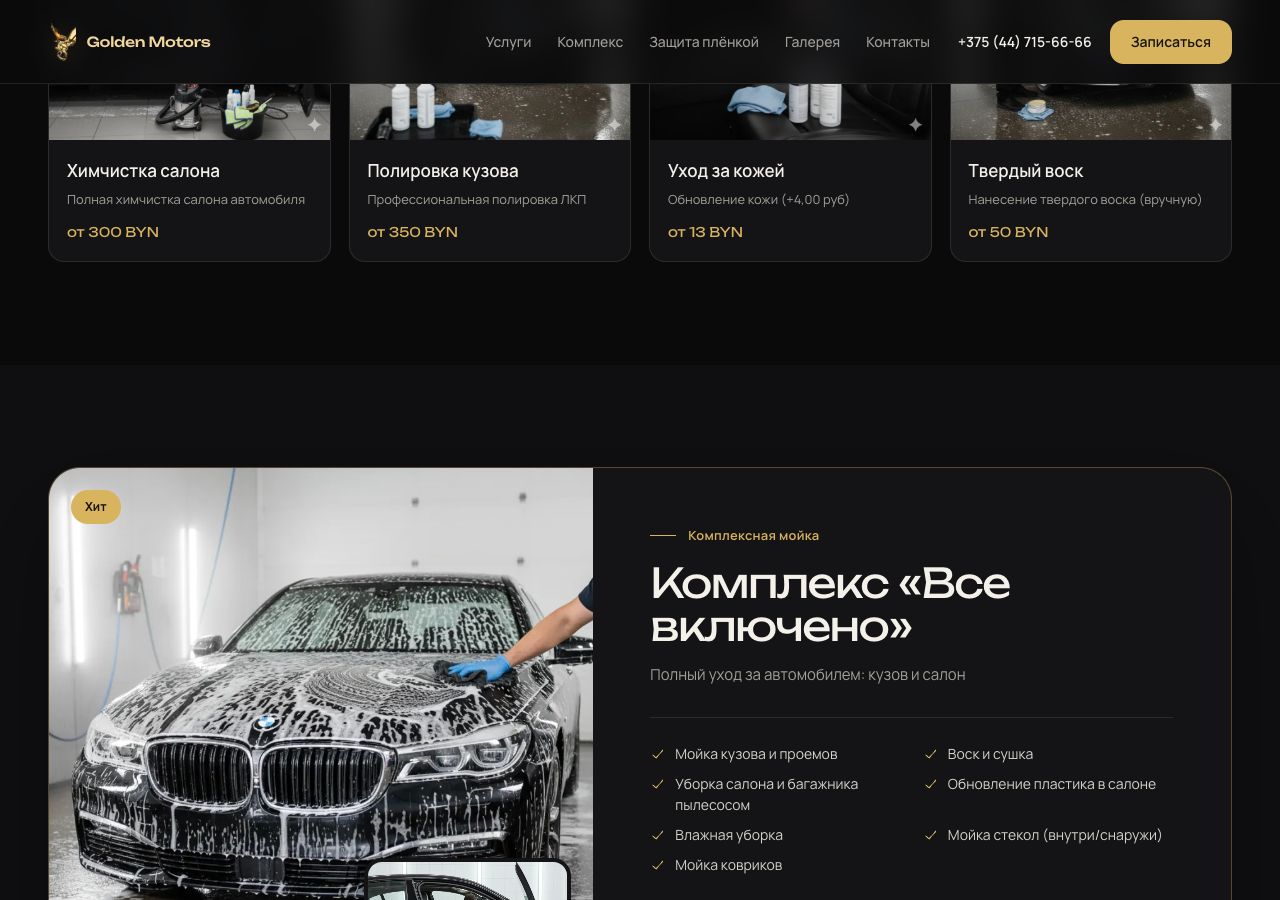 Golden Motors
Услуги
Комплекс
Защита плёнкой
Галерея
Контакты
+375 (44) 715-66-66
Записаться
Химчистка салона
Полная химчистка салона автомобиля
от 300 BYN
Полировка кузова
Профессиональная полировка ЛКП
от 350 BYN
Уход за кожей
Обновление кожи (+4,00 руб)
от 13 BYN
Твердый воск
Нанесение твердого воска (вручную)
от 50 BYN
Хит
Комплексная мойка
Комплекс «Все
включено»
Полный уход за автомобилем: кузов и салон
Мойка кузова и проемов
Воск и сушка
Уборка салона и багажника
пылесосом
Обновление пластика в салоне
Влажная уборка
Мойка стекол (внутри/снаружи)
Мойка ковриков